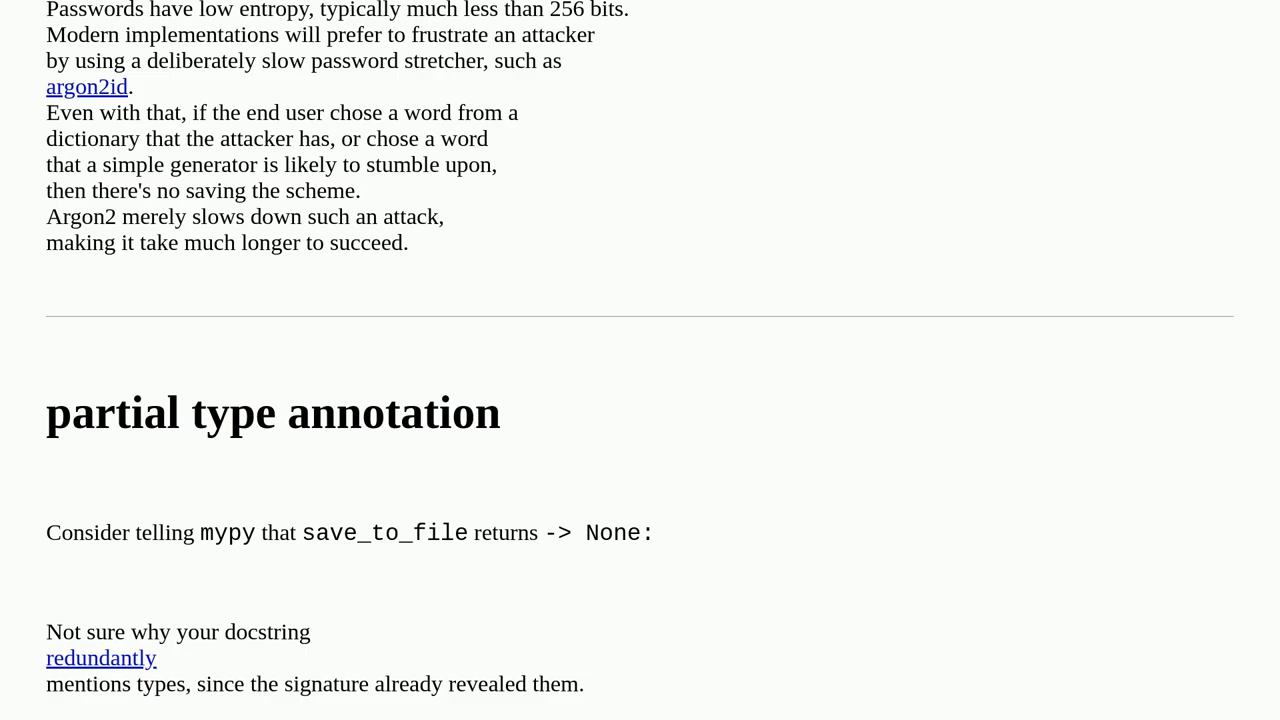 Passwords have low entropy, typically much less than 256 bits.
Modern implementations will prefer to frustrate an attacker
by using a deliberately slow password stretcher, such as
argon2id.
Even with that, if the end user chose a word from a
dictionary that the attacker has, or chose a word
that a simple generator is likely to stumble upon,
then there's no saving the scheme.
Argon2 merely slows down such an attack,
making it take much longer to succeed.
partial type annotation
Consider telling mypy that save_to_file returns -> None:
Not sure why your docstring
redundantly
mentions types, since the signature already revealed them.